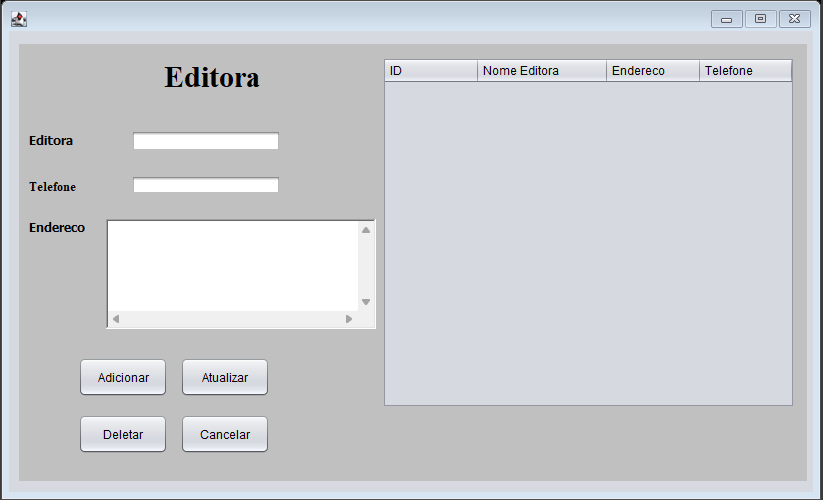 Editora
Editora
Telefone
Endereco
Adicionar Atualizar
Deletar Cancelar
ID Nome Editora Endereco Telefone